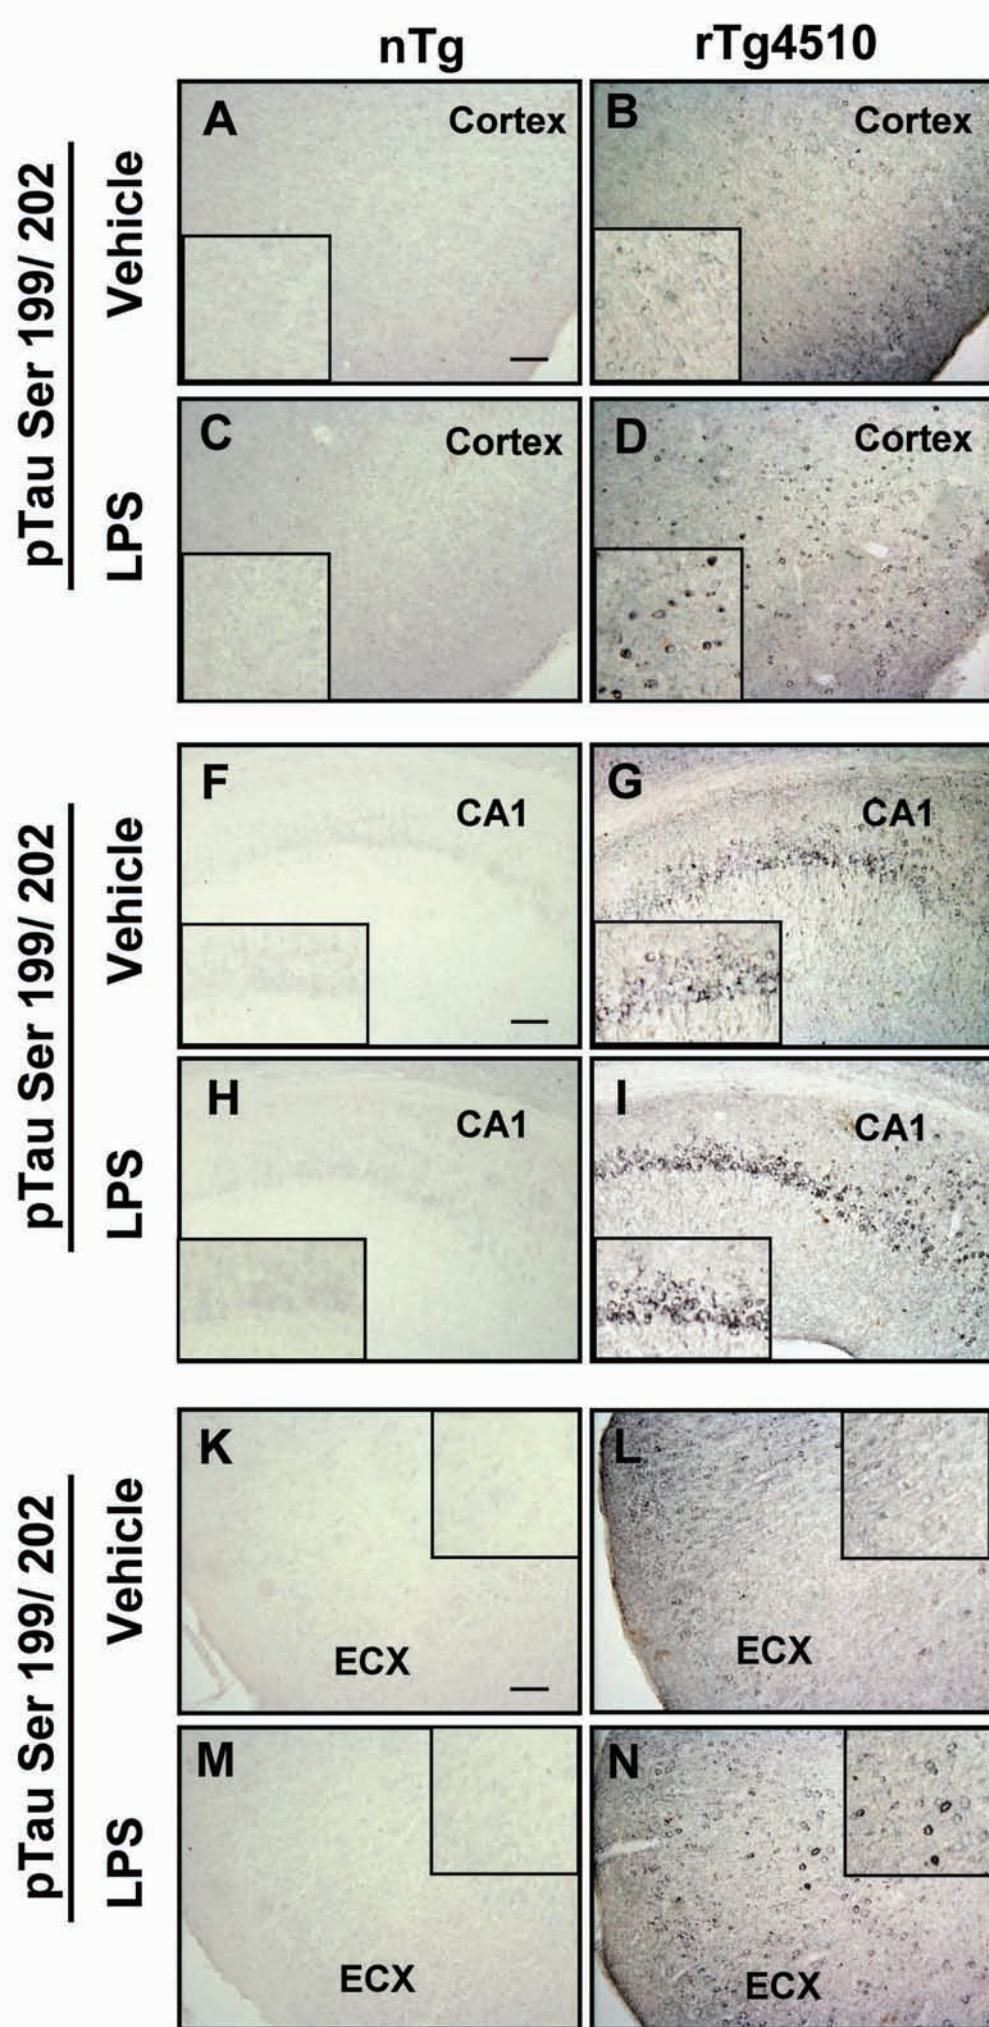 nTg
rTg4510
pTau Ser 199/ 202
Vehicle
A
Cortex
B
Cortex
LPS
C
Cortex
D
Cortex
pTau Ser 199/ 202
Vehicle
F
CA1
G
CA1
LPS
H
CA1
I
CA1
pTau Ser 199/ 202
Vehicle
K
ECX
L
ECX
LPS
M
ECX
N
ECX